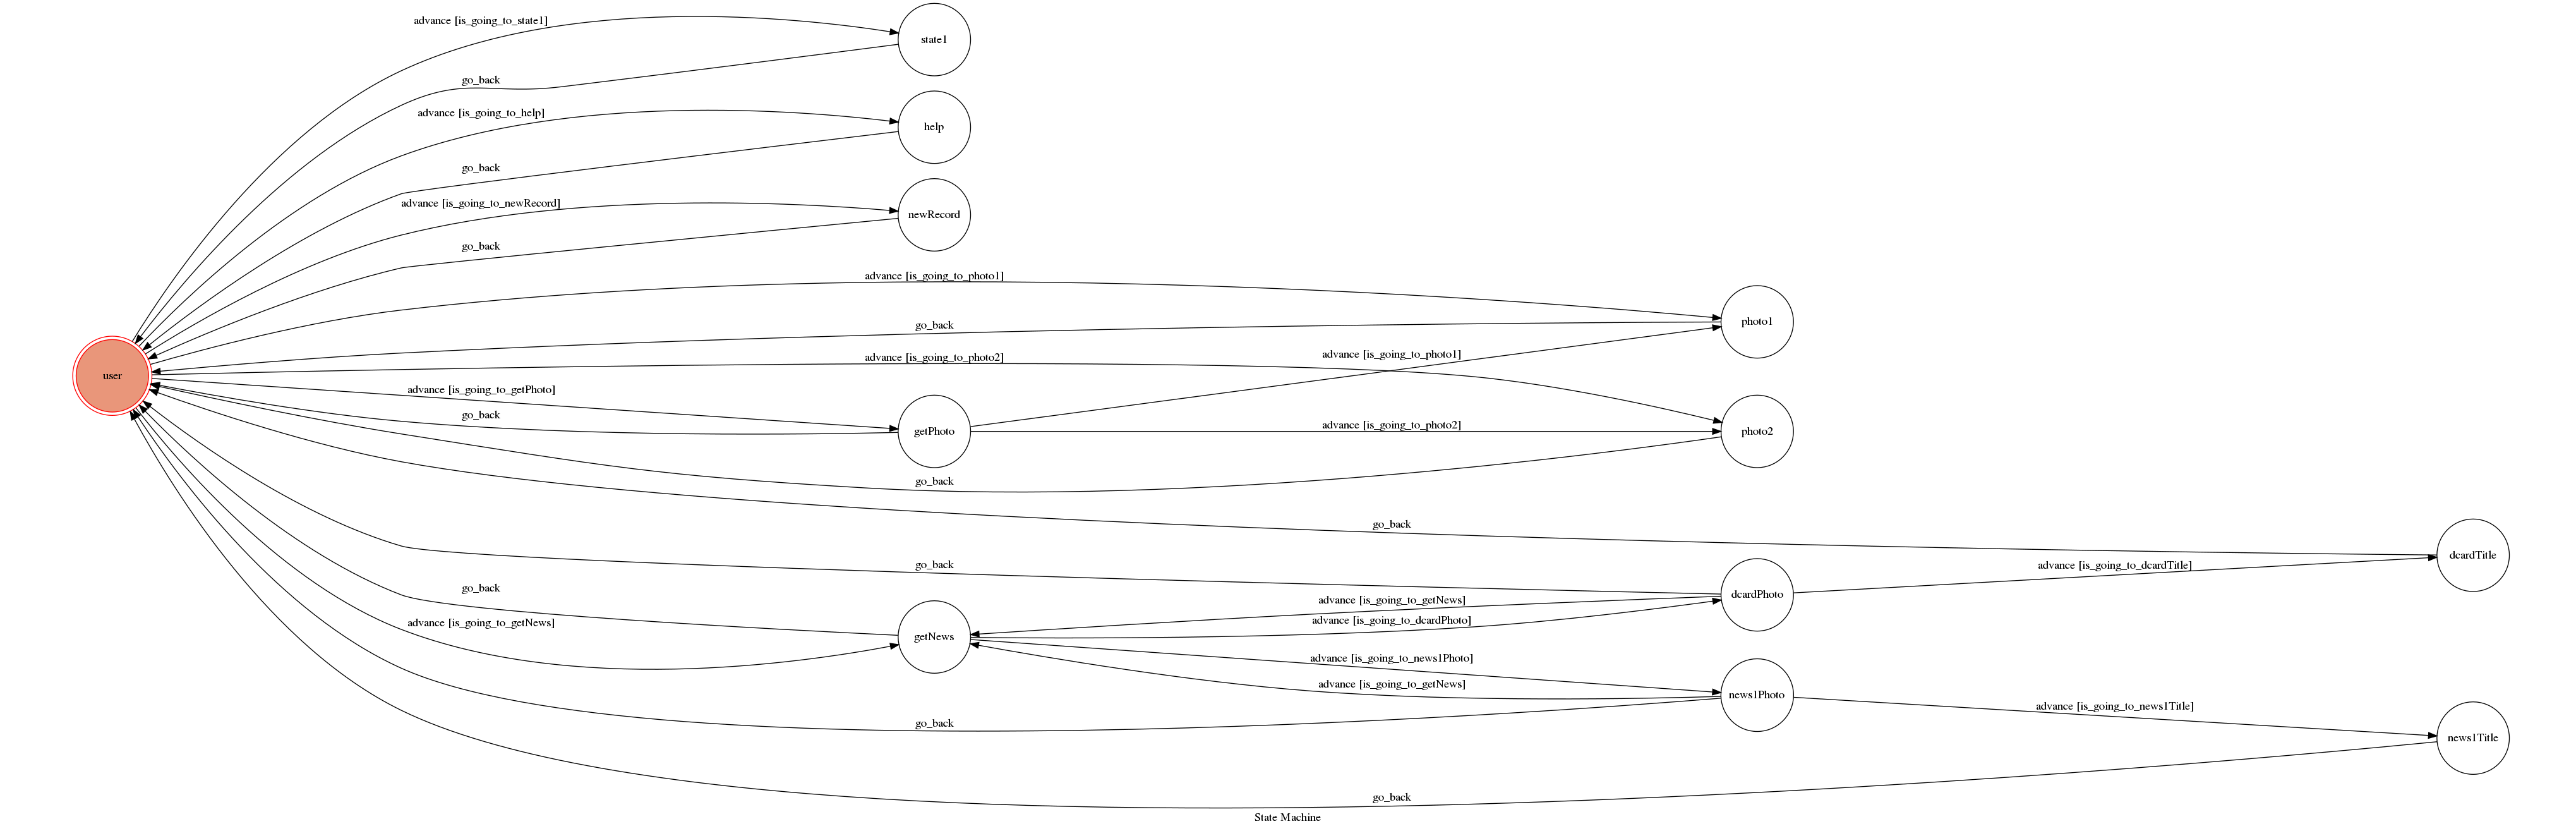 advance [is_going_to_state1]
state1
go_back
advance [is_going_to_help]
help
go_back
advance [is_going_to_newRecord]
newRecord
go_back
advance [is_going_to_photo1]
photo1
go_back
advance [is_going_to_photo1]
advance [is_going_to_photo2]
user
advance [is_going_to_getPhoto]
go_back
getPhoto
advance [is_going_to_photo2]
photo2
go_back
go_back
dcardTitle
go_back
advance [is_going_to_dcardTitle]
go_back
dcardPhoto
advance [is_going_to_getNews]
advance [is_going_to_getNews]
advance [is_going_to_dcardPhoto]
getNews
advance [is_going_to_news1Photo]
advance [is_going_to_getNews]
news1Photo
advance [is_going_to_news1Title]
go_back
news1Title
go_back
State Machine